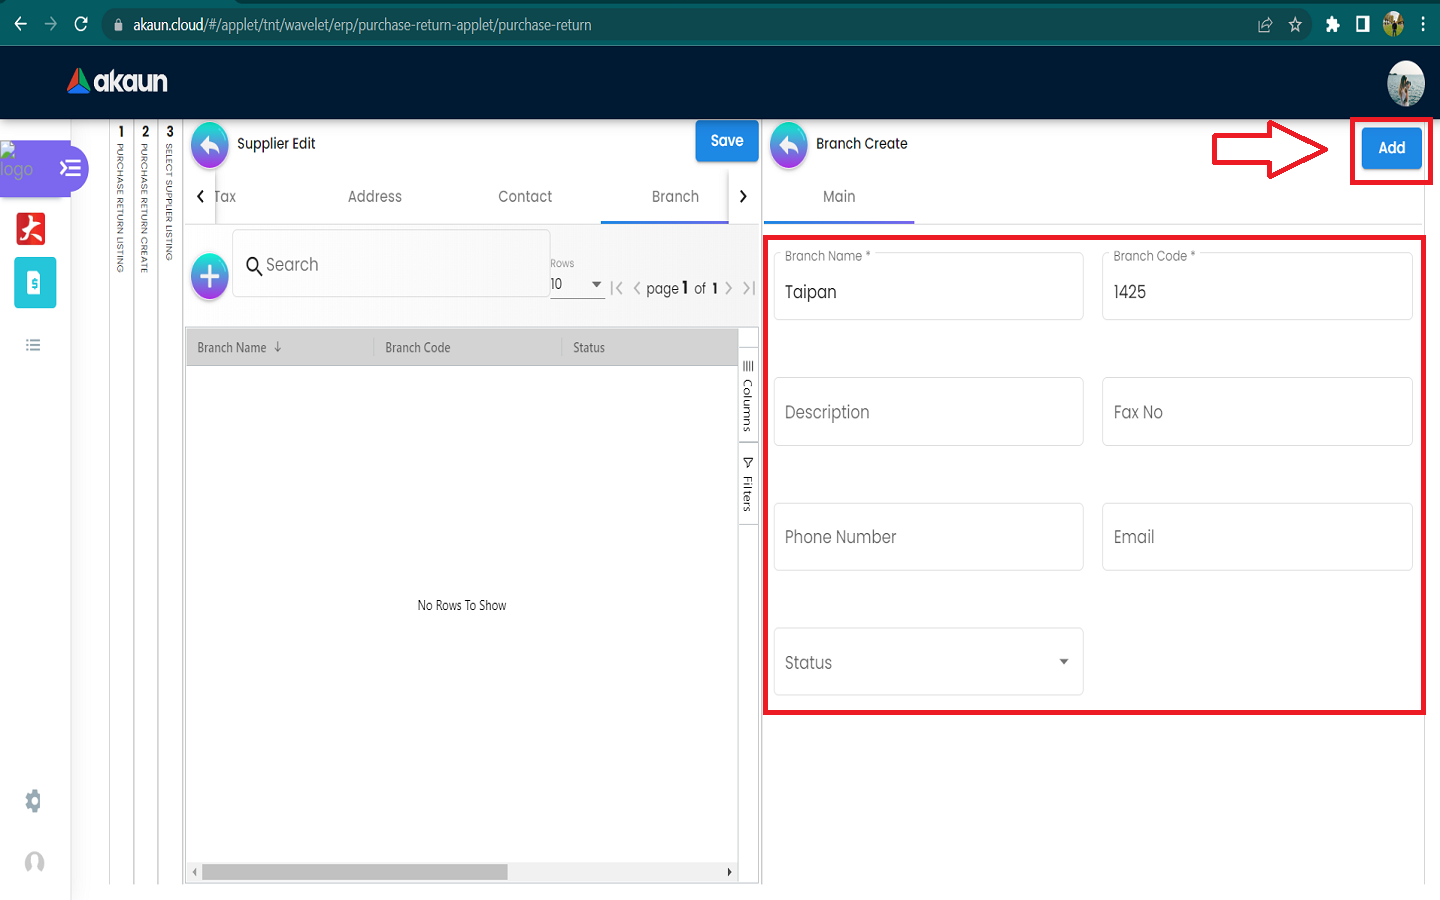 akaun.cloud/#/applet/tnt/wavelet/erp/purchase-return-applet/purchase-return
akaun
logo
1 PURCHASE RETURN LISTING
2 PURCHASE RETURN CREATE
3 SELECT SUPPLIER LISTING
Supplier Edit
Save
Tax
Address
Contact
Branch
Search
Rows
10
page 1 of 1
Branch Name
Branch Code
Status
Columns
Filters
No Rows To Show
Branch Create
Add
Main
Branch Name *
Taipan
Branch Code *
1425
Description
Fax No
Phone Number
Email
Status